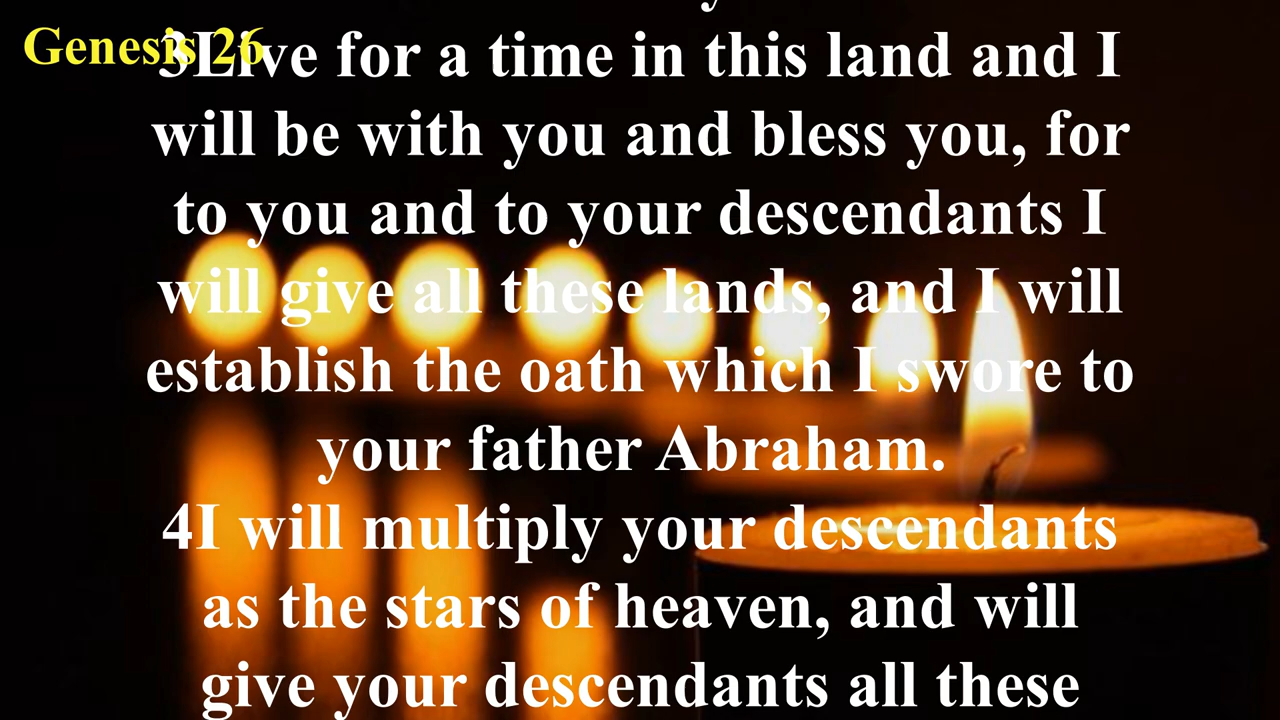 Genesis 26
3Live for a time in this land and I
will be with you and bless you, for
to you and to your descendants I
will give all these lands, and I will
establish the oath which I swore to
your father Abraham.
4I will multiply your descendants
as the stars of heaven, and will
give your descendants all these